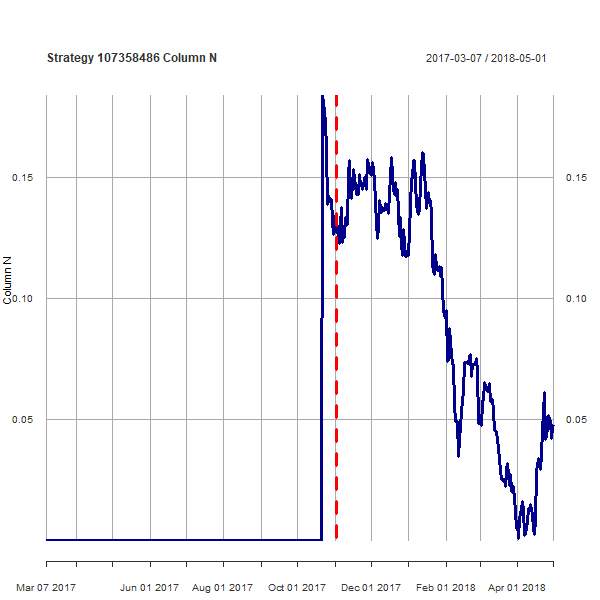 Strategy 107358486 Column N
2017-03-07 / 2018-05-01
Column N
0.15
0.15
0.10
0.10
0.05
0.05
Mar 07 2017
Jun 01 2017
Aug 01 2017
Oct 01 2017
Dec 01 2017
Feb 01 2018
Apr 01 2018